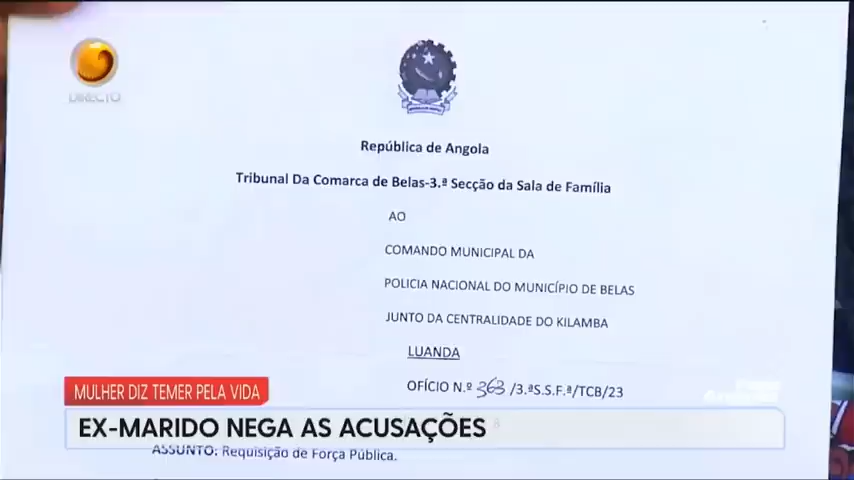 DIRECTO
República de Angola
Tribunal Da Comarca de Belas-3.ª Secção da Sala de Família
AO
COMANDO MUNICIPAL DA
POLICIA NACIONAL DO MUNICÍPIO DE BELAS
JUNTO DA CENTRALIDADE DO KILAMBA
LUANDA
OFÍCIO N.º 363/3.ªS.S.F.ª/TCB/23
MULHER DIZ TEMER PELA VIDA
EX-MARIDO NEGA AS ACUSAÇÕES
ASSUNTO: Requisição de Força Pública.